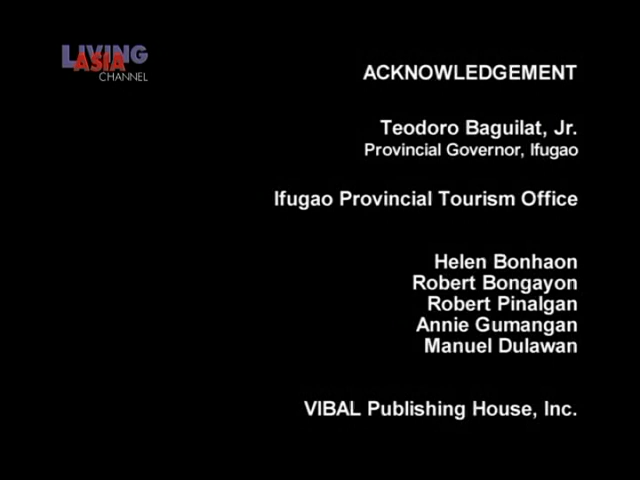 LIVING
ASIA
CHANNEL
ACKNOWLEDGEMENT
Teodoro Baguilat, Jr.
Provincial Governor, Ifugao
Ifugao Provincial Tourism Office
Helen Bonhaon
Robert Bongayon
Robert Pinalgan
Annie Gumangan
Manuel Dulawan
VIBAL Publishing House, Inc.